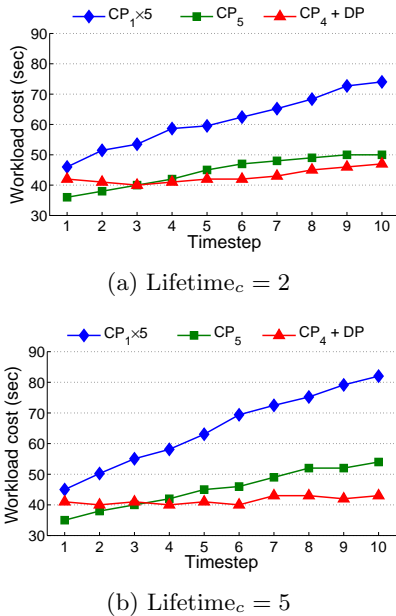 CP₁×5 CP₅ CP₄ + DP
Workload cost (sec)
90
80
70
60
50
40
30
1 2 3 4 5 6 7 8 9 10
Timestep
(a) Lifetime_c = 2
CP₁×5 CP₅ CP₄ + DP
Workload cost (sec)
90
80
70
60
50
40
30
1 2 3 4 5 6 7 8 9 10
Timestep
(b) Lifetime_c = 5